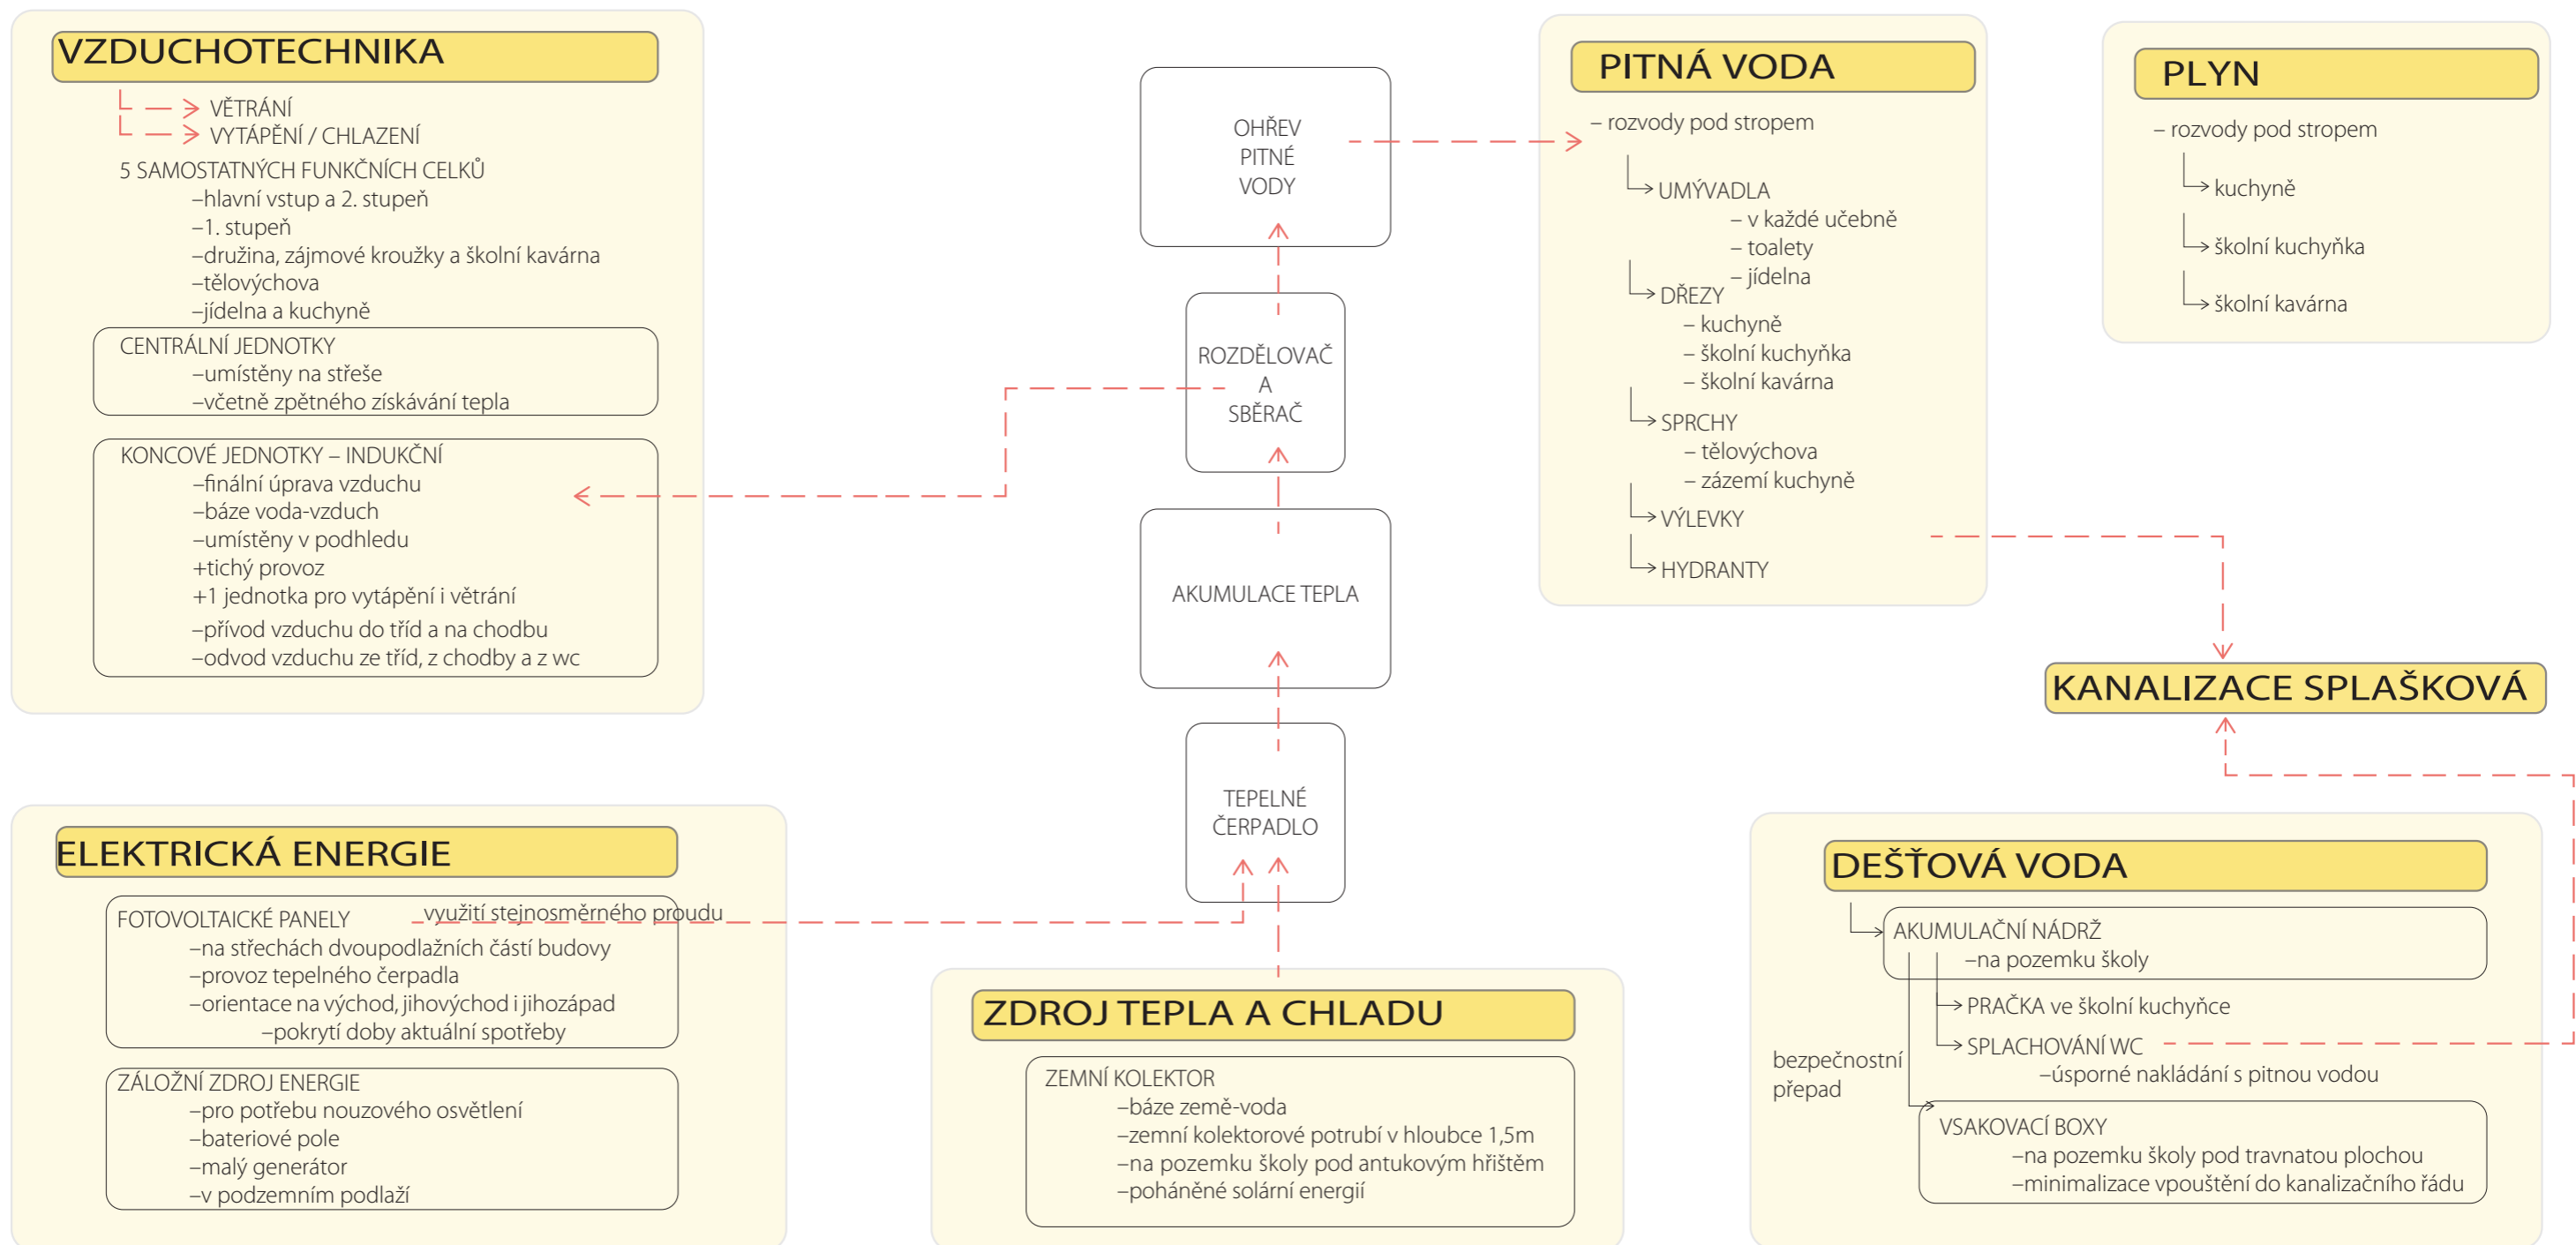 VZDUCHOTECHNIKA
VĚTRÁNÍ
VYTÁPĚNÍ / CHLAZENÍ
5 SAMOSTATNÝCH FUNKČNÍCH CELKŮ
–hlavní vstup a 2. stupeň
–1. stupeň
–družina, zájmové kroužky a školní kavárna
–tělovýchova
–jídelna a kuchyně
CENTRÁLNÍ JEDNOTKY
–umístěny na střeše
–včetně zpětného získávání tepla
KONCOVÉ JEDNOTKY – INDUKČNÍ
–finální úprava vzduchu
–báze voda-vzduch
–umístěny v podhledu
+tichý provoz
+1 jednotka pro vytápění i větrání
–přívod vzduchu do tříd a na chodbu
–odvod vzduchu ze tříd, z chodby a z wc
OHŘEV
PITNÉ
VODY
ROZDĚLOVAČ
A
SBĚRAČ
AKUMULACE TEPLA
TEPELNÉ
ČERPADLO
PITNÁ VODA
– rozvody pod stropem
UMÝVADLA
– v každé učebně
– toalety
– jídelna
DŘEZY
– kuchyně
– školní kuchyňka
– školní kavárna
SPRCHY
– tělovýchova
– zázemí kuchyně
VÝLEVKY
HYDRANTY
PLYN
– rozvody pod stropem
kuchyně
školní kuchyňka
školní kavárna
KANALIZACE SPLAŠKOVÁ
ELEKTRICKÁ ENERGIE
FOTOVOLTAICKÉ PANELY
využití stejnosměrného proudu
–na střechách dvoupodlažních částí budovy
–provoz tepelného čerpadla
–orientace na východ, jihovýchod i jihozápad
–pokrytí doby aktuální spotřeby
ZÁLOŽNÍ ZDROJ ENERGIE
–pro potřebu nouzového osvětlení
–bateriové pole
–malý generátor
–v podzemním podlaží
ZDROJ TEPLA A CHLADU
ZEMNÍ KOLEKTOR
–báze země-voda
–zemní kolektorové potrubí v hloubce 1,5m
–na pozemku školy pod antukovým hřištěm
–poháněné solární energií
DEŠŤOVÁ VODA
AKUMULAČNÍ NÁDRŽ
–na pozemku školy
PRAČKA ve školní kuchyňce
SPLACHOVÁNÍ WC
–úsporné nakládání s pitnou vodou
bezpečnostní
přepad
VSAKOVACÍ BOXY
–na pozemku školy pod travnatou plochou
–minimalizace vpouštění do kanalizačního řádu